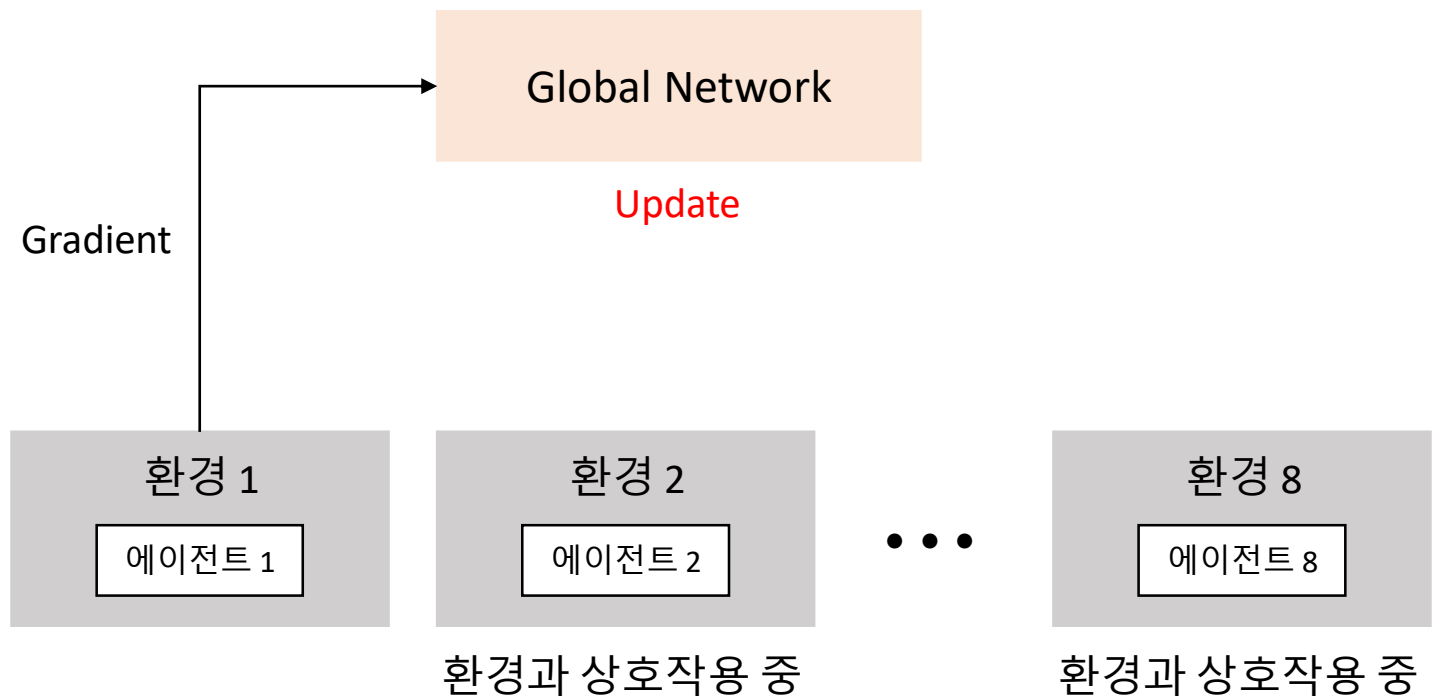 Global Network
Update
Gradient
환경 1
환경 2
환경 8
에이전트 1
에이전트 2
에이전트 8
환경과 상호작용 중
환경과 상호작용 중